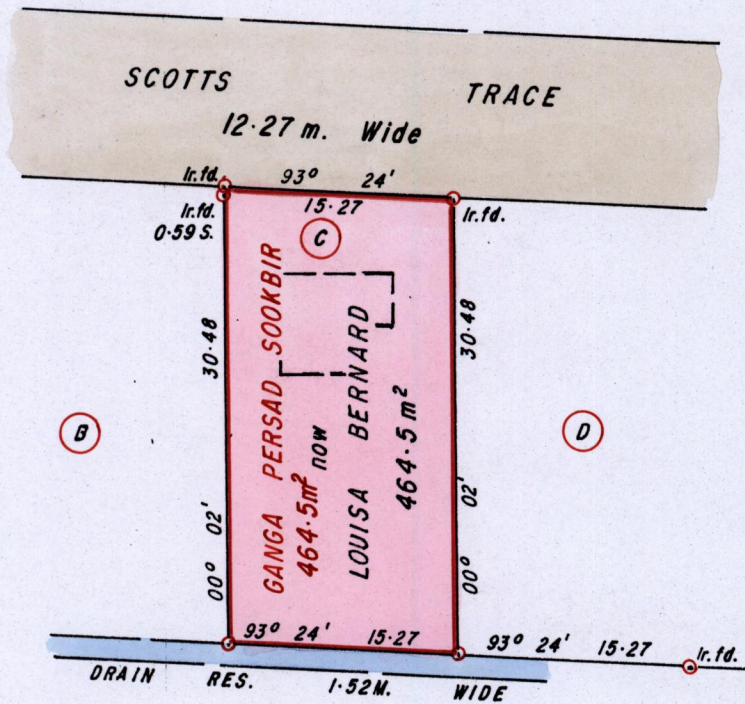 SCOTTS TRACE
12·27 m. Wide
Ir.fd. 93° 24'
15·27
Ir.fd.
0·59 S.
Ir.fd.
C
30·48
00° 02'
GANGA PERSAD SOOKBIR
464·5m² now
LOUISA BERNARD
464·5 m²
30·48
00° 02'
B
D
93° 24' 15·27
93° 24' 15·27
Ir.fd.
DRAIN RES. 1·52M. WIDE